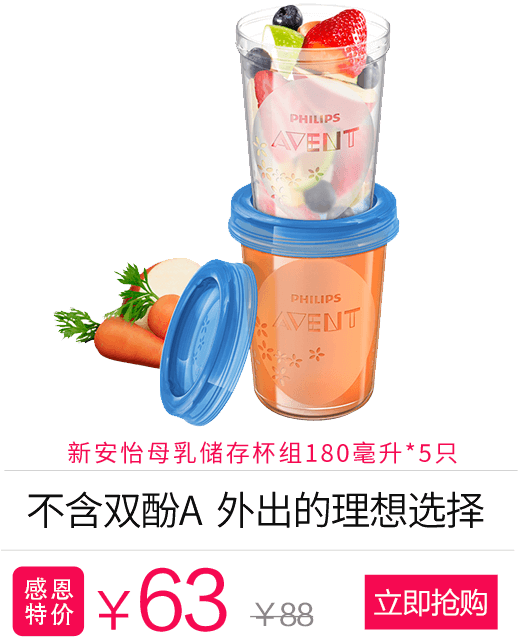 PHILIPS
AVENT
PHILIPS
AVENT
新安怡母乳储存杯组180毫升*5只
不含双酚A 外出的理想选择
感恩
特价
¥63
¥88
立即抢购